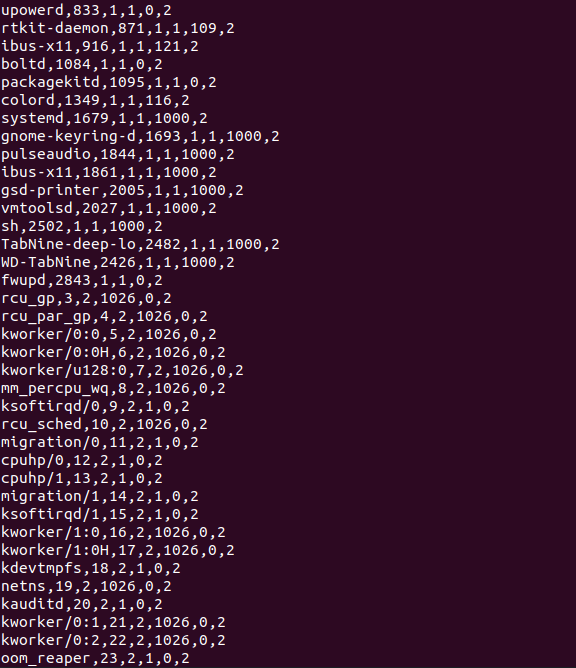 upowerd,833,1,1,0,2
rtkit-daemon,871,1,1,109,2
ibus-x11,916,1,1,121,2
boltd,1084,1,1,0,2
packagekitd,1095,1,1,0,2
colord,1349,1,1,116,2
systemd,1679,1,1,1000,2
gnome-keyring-d,1693,1,1,1000,2
pulseaudio,1844,1,1,1000,2
ibus-x11,1861,1,1,1000,2
gsd-printer,2005,1,1,1000,2
vmtoolsd,2027,1,1,1000,2
sh,2502,1,1,1000,2
TabNine-deep-lo,2482,1,1,1000,2
WD-TabNine,2426,1,1,1000,2
fwupd,2843,1,1,0,2
rcu_gp,3,2,1026,0,2
rcu_par_gp,4,2,1026,0,2
kworker/0:0,5,2,1026,0,2
kworker/0:0H,6,2,1026,0,2
kworker/u128:0,7,2,1026,0,2
mm_percpu_wq,8,2,1026,0,2
ksoftirqd/0,9,2,1,0,2
rcu_sched,10,2,1026,0,2
migration/0,11,2,1,0,2
cpuhp/0,12,2,1,0,2
cpuhp/1,13,2,1,0,2
migration/1,14,2,1,0,2
ksoftirqd/1,15,2,1,0,2
kworker/1:0,16,2,1026,0,2
kworker/1:0H,17,2,1026,0,2
kdevtmpfs,18,2,1,0,2
netns,19,2,1026,0,2
kauditd,20,2,1,0,2
kworker/0:1,21,2,1026,0,2
kworker/0:2,22,2,1026,0,2
oom_reaper,23,2,1,0,2